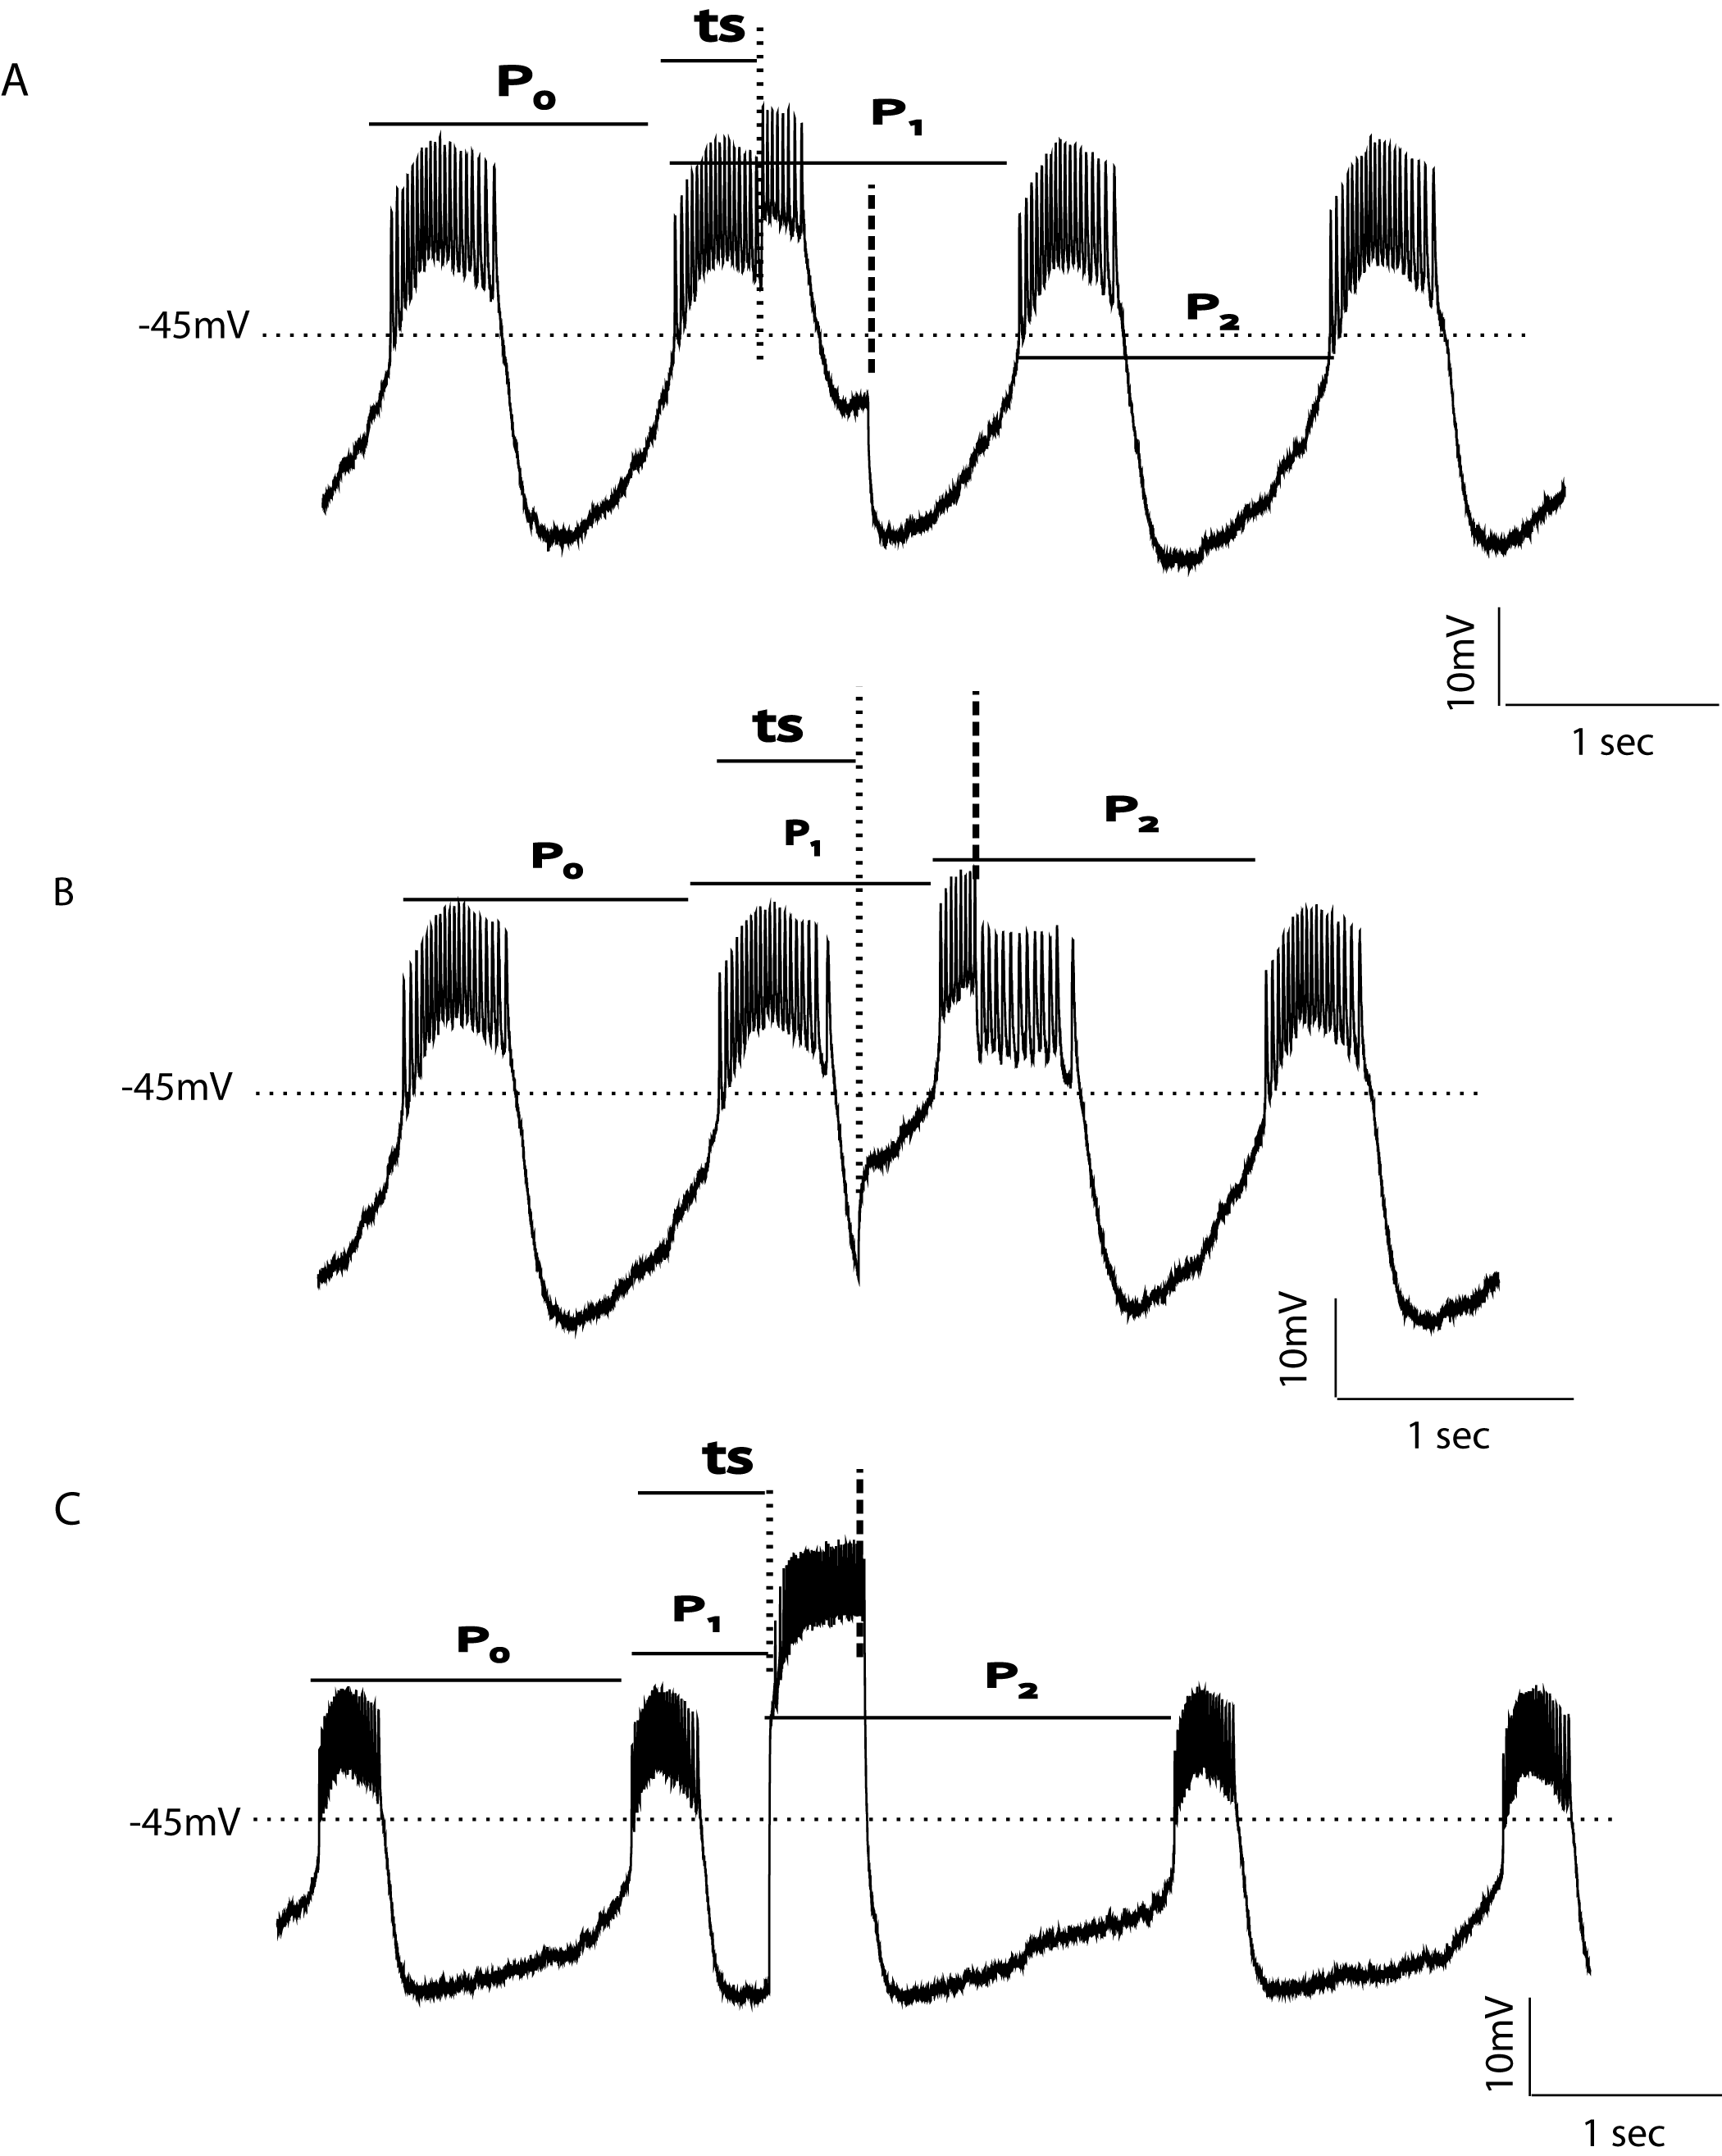 ts
A
P₀
P₁
-45mV
P₂
10mV
1 sec
ts
P₂
P₁
P₀
B
-45mV
10mV
1 sec
ts
C
P₁
P₀
P₂
-45mV
10mV
1 sec